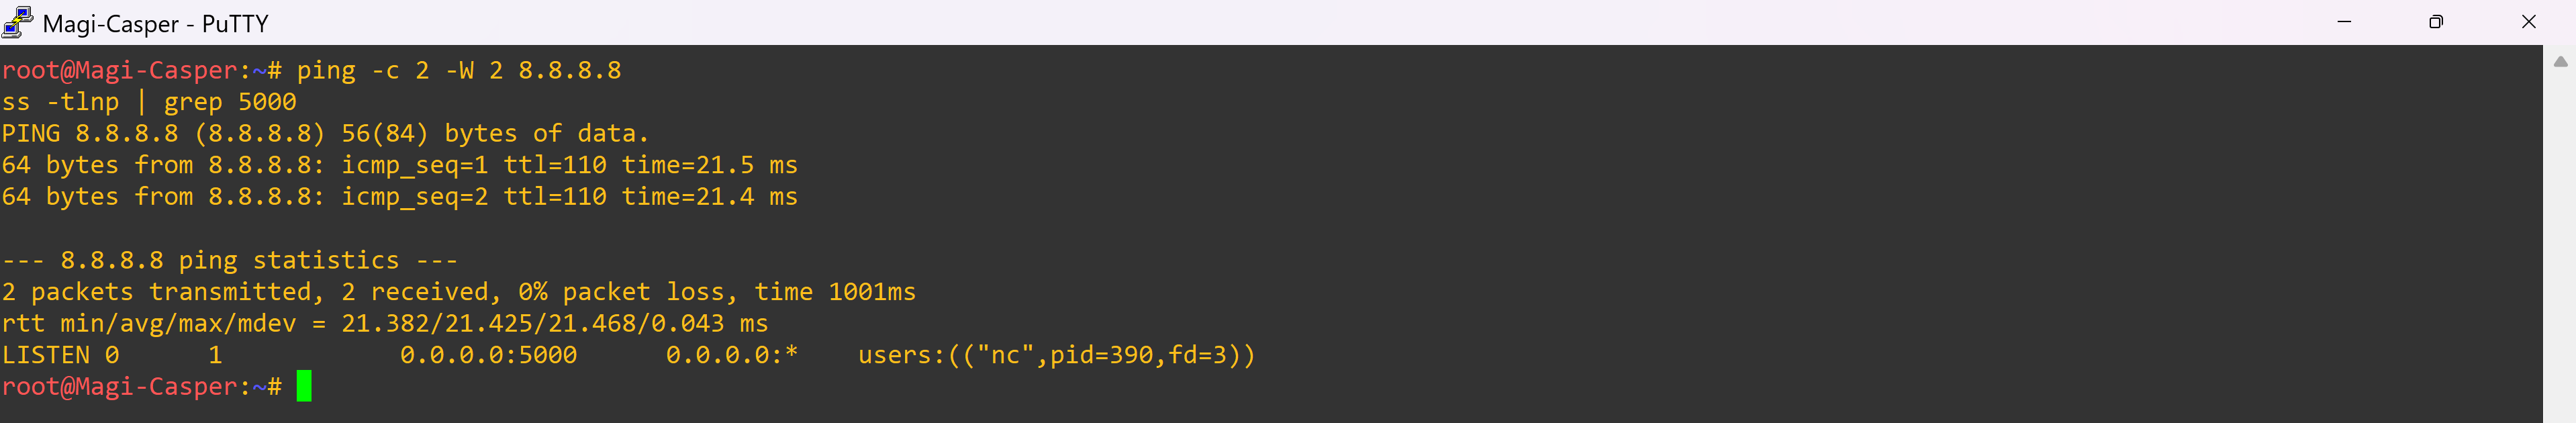 Magi-Casper - PuTTY
root@Magi-Casper:~# ping -c 2 -W 2 8.8.8.8
ss -tlnp | grep 5000
PING 8.8.8.8 (8.8.8.8) 56(84) bytes of data.
64 bytes from 8.8.8.8: icmp_seq=1 ttl=110 time=21.5 ms
64 bytes from 8.8.8.8: icmp_seq=2 ttl=110 time=21.4 ms

--- 8.8.8.8 ping statistics ---
2 packets transmitted, 2 received, 0% packet loss, time 1001ms
rtt min/avg/max/mdev = 21.382/21.425/21.468/0.043 ms
LISTEN 0      1            0.0.0.0:5000      0.0.0.0:*    users:(("nc",pid=390,fd=3))
root@Magi-Casper:~#